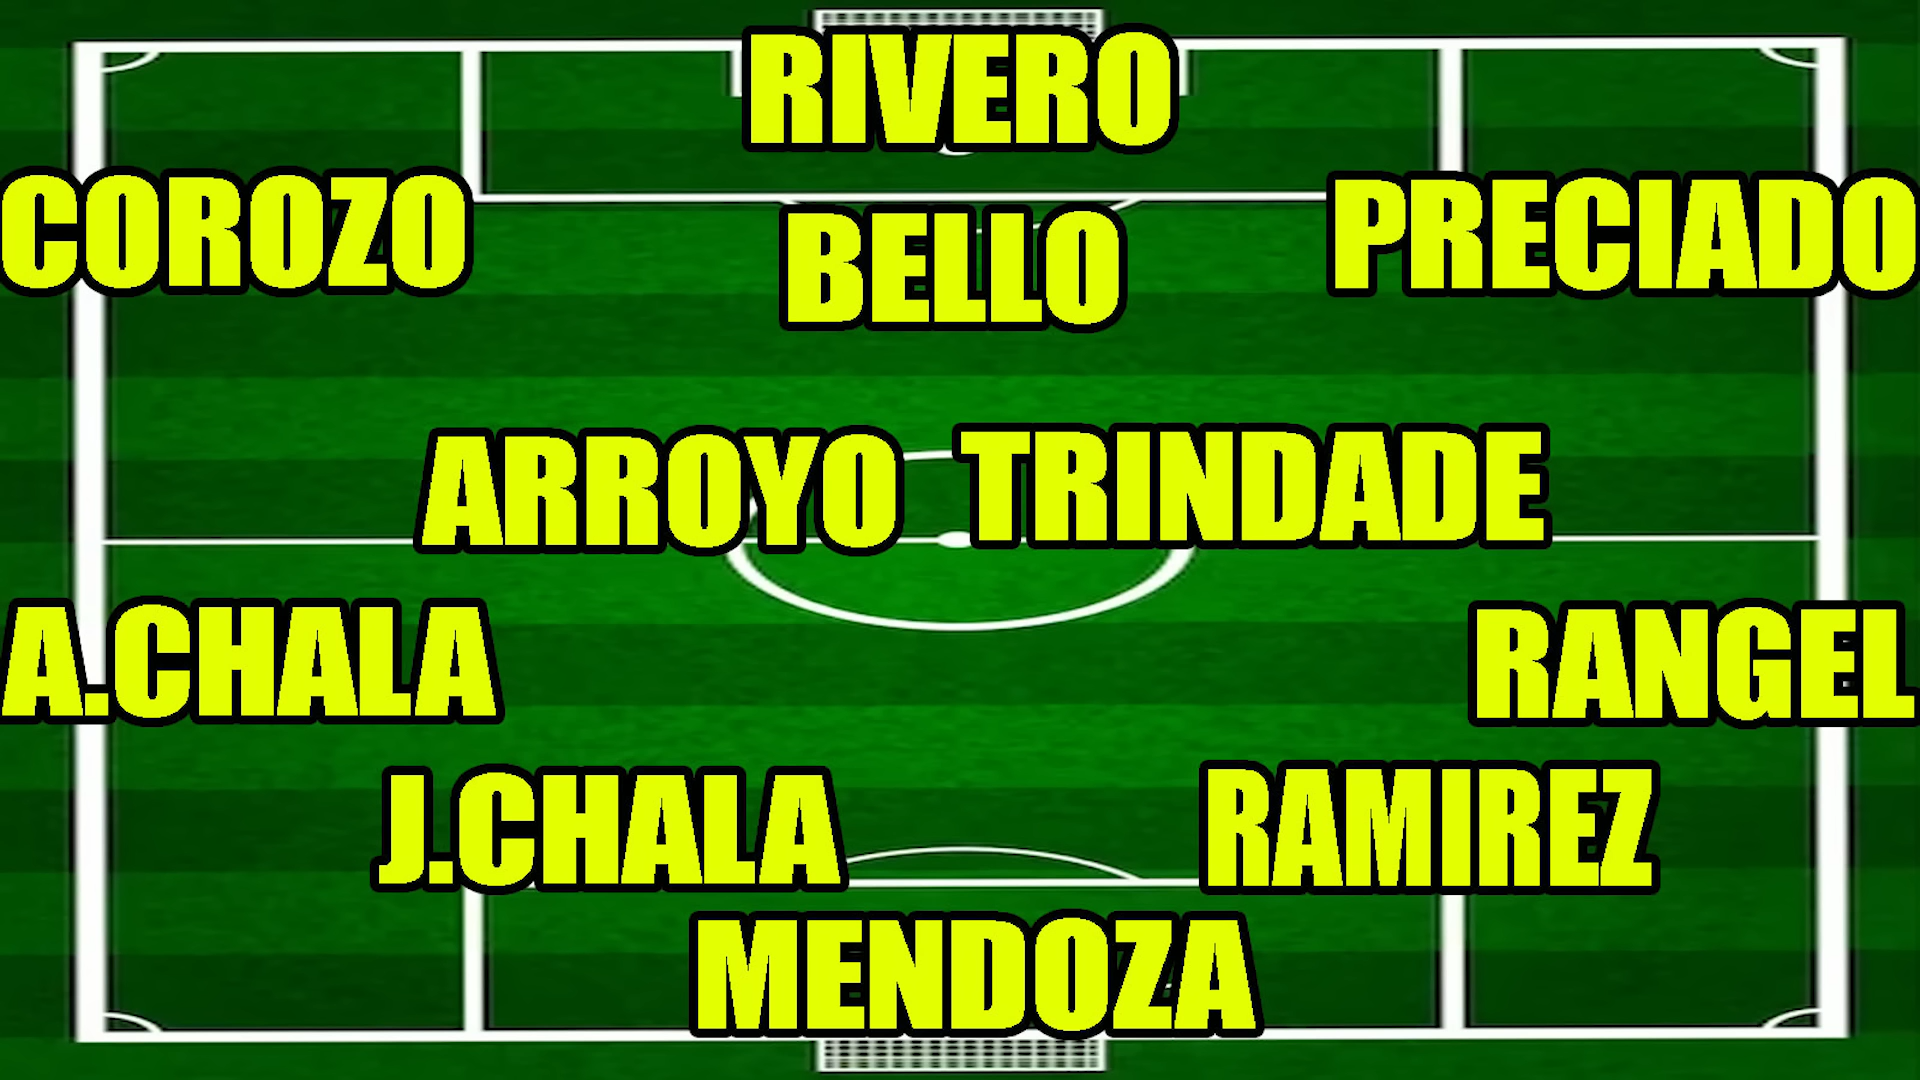 RIVERO
COROZO
BELLO
PRECIADO
ARROYO TRINDADE
A.CHALA
RANGEL
J.CHALA
RAMIREZ
MENDOZA